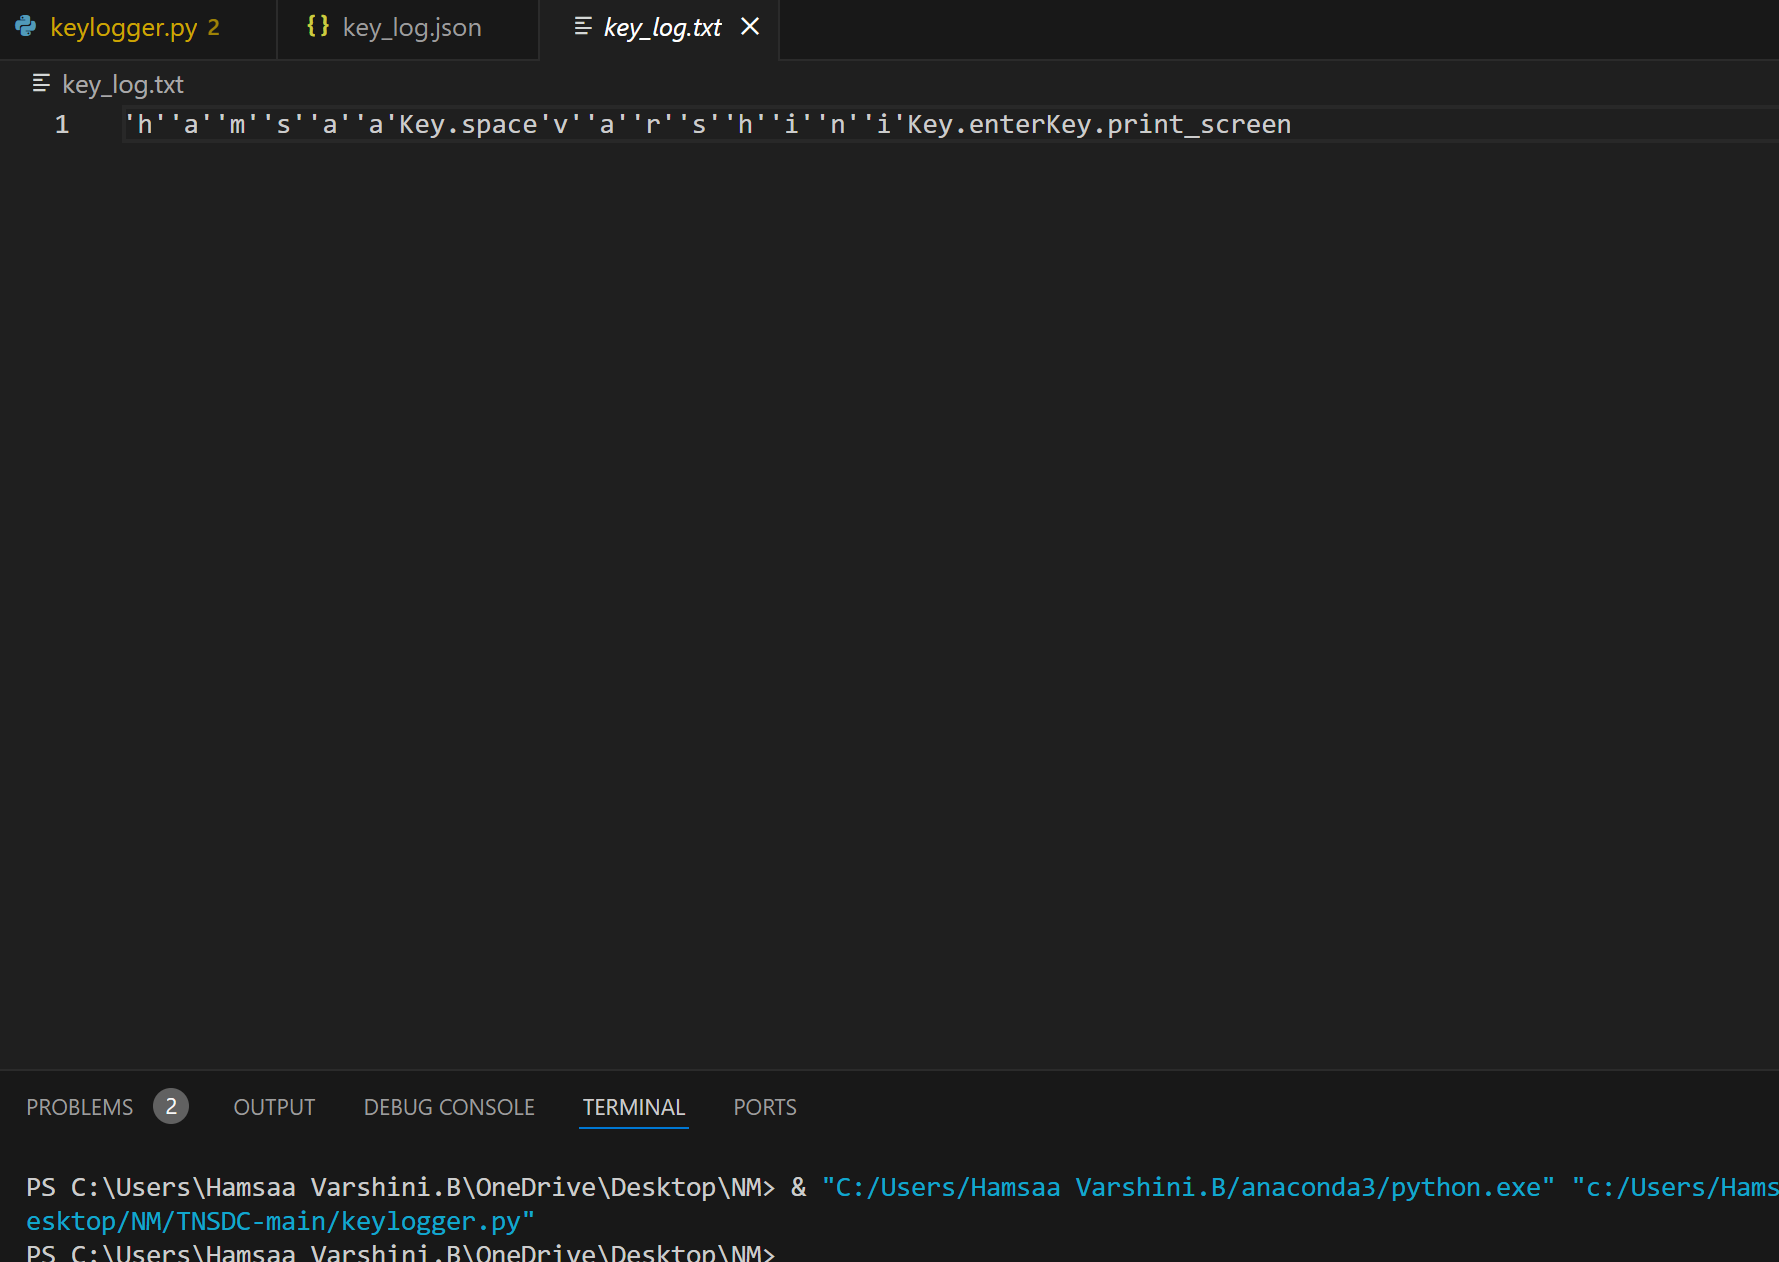 keylogger.py 2 {} key_log.json key_log.txt
key_log.txt
1 'h''a''m''s''a''a'Key.space'v''a''r''s''h''i''n''i'Key.enterKey.print_screen
PROBLEMS 2 OUTPUT DEBUG CONSOLE TERMINAL PORTS
PS C:\Users\Hamsaa Varshini.B\OneDrive\Desktop\NM> & "C:/Users/Hamsaa Varshini.B/anaconda3/python.exe" "c:/Users/Hams
esktop/NM/TNSDC-main/keylogger.py"
PS C:\Users\Hamsaa Varshini.B\OneDrive\Desktop\NM>